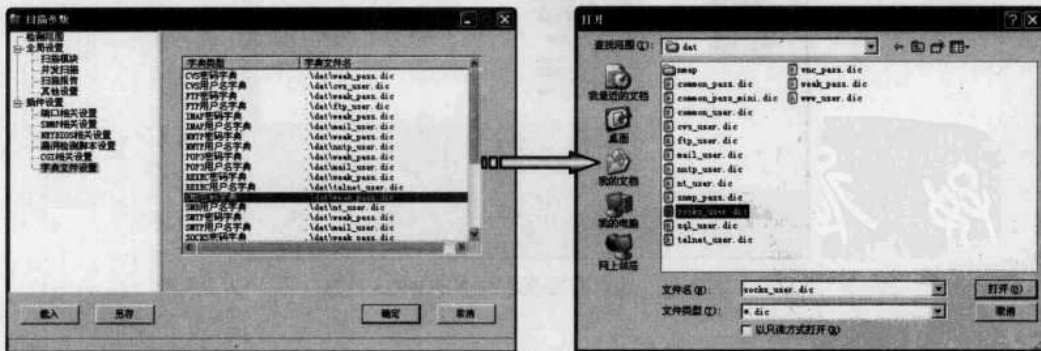 扫描参数
检测范围
全局设置
扫描模块
并发扫描
扫描报告
其他设置
插件设置
端口相关设置
SNMP相关设置
NETBIOS相关设置
漏洞检测脚本设置
CGI相关设置
字典文件设置
字典类型 字典文件名
CVS密码字典 .\dat\weak_pass.dic
CVS用户名字典 .\dat\cvs_user.dic
FTP密码字典 .\dat\weak_pass.dic
FTP用户名字典 .\dat\ftp_user.dic
IMAP密码字典 .\dat\weak_pass.dic
IMAP用户名字典 .\dat\mail_user.dic
NNTP密码字典 .\dat\weak_pass.dic
NNTP用户名字典 .\dat\nntp_user.dic
POP3密码字典 .\dat\weak_pass.dic
POP3用户名字典 .\dat\mail_user.dic
REXEC密码字典 .\dat\weak_pass.dic
REXEC用户名字典 .\dat\telnet_user.dic
.\dat\weak_pass.dic
SMB用户名字典 .\dat\nt_user.dic
SMTP密码字典 .\dat\weak_pass.dic
SMTP用户名字典 .\dat\mail_user.dic
SOCKS密码字典 .\dat\weak_pass.dic
载入 另存 确定 取消
打开
查找范围(I): dat
我最近的文档
桌面
我的文档
我的电脑
网上邻居
nmap
common_pass.dic
common_pass_mini.dic
common_user.dic
cvs_user.dic
ftp_user.dic
mail_user.dic
nntp_user.dic
nt_user.dic
snmp_pass.dic
socks_user.dic
sql_user.dic
telnet_user.dic
vnc_pass.dic
weak_pass.dic
www_user.dic
文件名(N): socks_user.dic 打开(O)
文件类型(T): *.dic 取消
以只读方式打开(R)